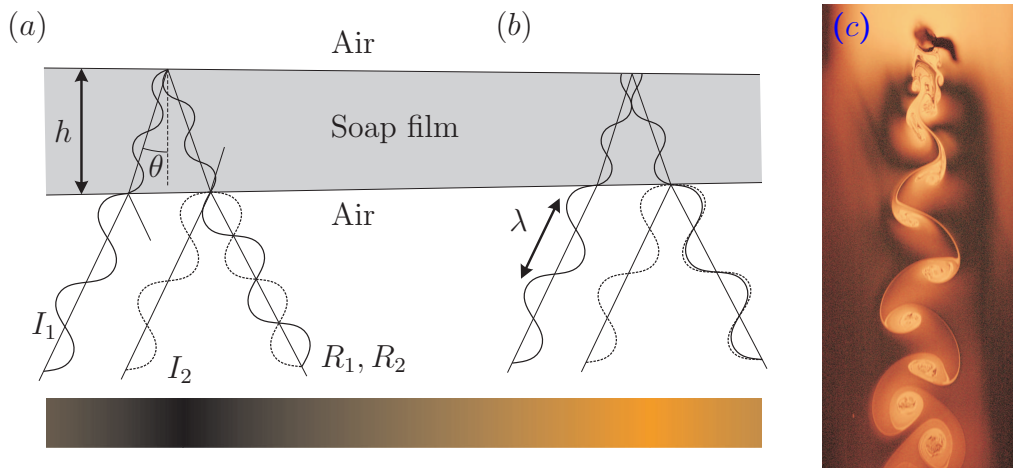 (a)
Air
(b)
(c)
h
θ
Soap film
Air
λ
I₁
I₂
R₁, R₂